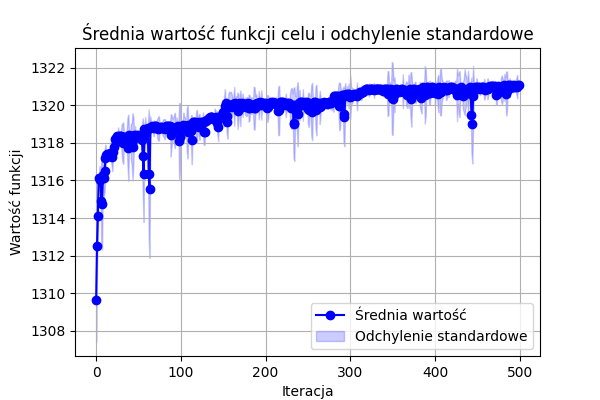 Średnia wartość funkcji celu i odchylenie standardowe
Wartość funkcji
1322
1320
1318
1316
1314
1312
1310
1308
Średnia wartość
Odchylenie standardowe
0 100 200 300 400 500
Iteracja